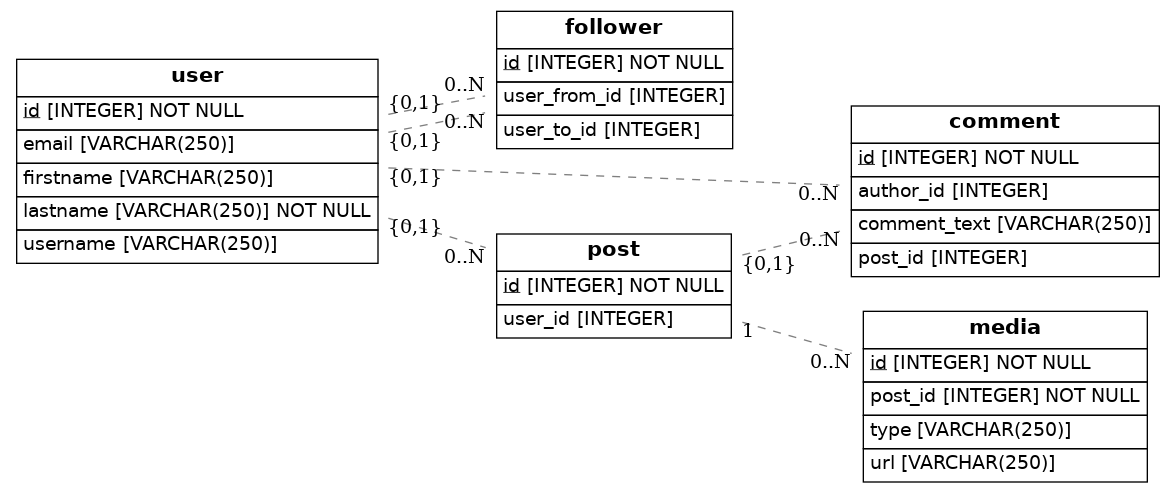 user
id [INTEGER] NOT NULL
email [VARCHAR(250)]
firstname [VARCHAR(250)]
lastname [VARCHAR(250)] NOT NULL
username [VARCHAR(250)]
{0,1}
0..N
{0,1}
0..N
{0,1}
0..N
{0,1}
0..N
follower
id [INTEGER] NOT NULL
user_from_id [INTEGER]
user_to_id [INTEGER]
post
id [INTEGER] NOT NULL
user_id [INTEGER]
{0,1}
0..N
1
0..N
comment
id [INTEGER] NOT NULL
author_id [INTEGER]
comment_text [VARCHAR(250)]
post_id [INTEGER]
media
id [INTEGER] NOT NULL
post_id [INTEGER] NOT NULL
type [VARCHAR(250)]
url [VARCHAR(250)]